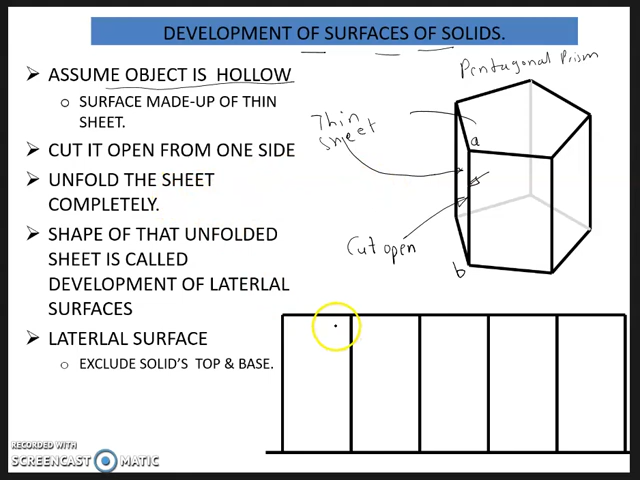 DEVELOPMENT OF SURFACES OF SOLIDS.
ASSUME OBJECT IS HOLLOW
SURFACE MADE-UP OF THIN
SHEET.
CUT IT OPEN FROM ONE SIDE
UNFOLD THE SHEET
COMPLETELY.
SHAPE OF THAT UNFOLDED
SHEET IS CALLED
DEVELOPMENT OF LATERLAL
SURFACES
LATERLAL SURFACE
EXCLUDE SOLID'S TOP & BASE.
Pentagonal Prism
Thin
Sheet
a
Cut open
b
RECORDED WITH
SCREENCAST MATIC